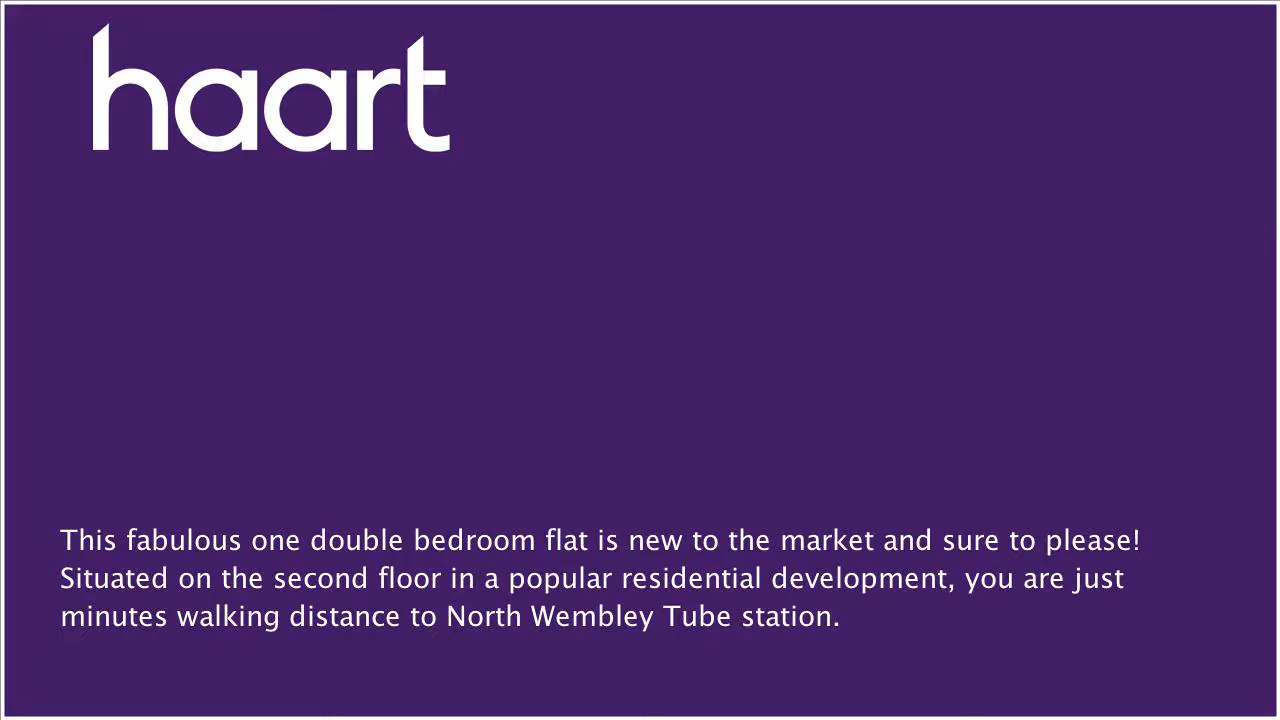 haart
This fabulous one double bedroom flat is new to the market and sure to please!
Situated on the second floor in a popular residential development, you are just
minutes walking distance to North Wembley Tube station.